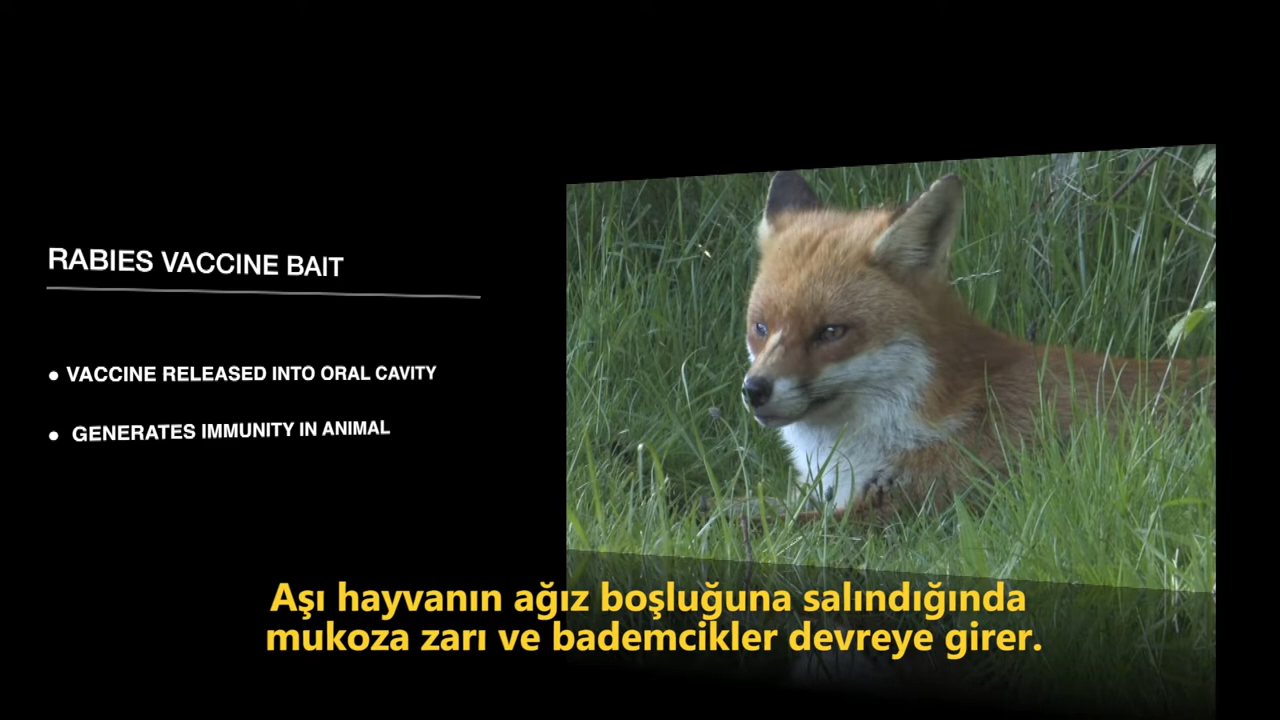 RABIES VACCINE BAIT
● VACCINE RELEASED INTO ORAL CAVITY
● GENERATES IMMUNITY IN ANIMAL
Aşı hayvanın ağız boşluğuna salındığında
mukoza zarı ve bademcikler devreye girer.